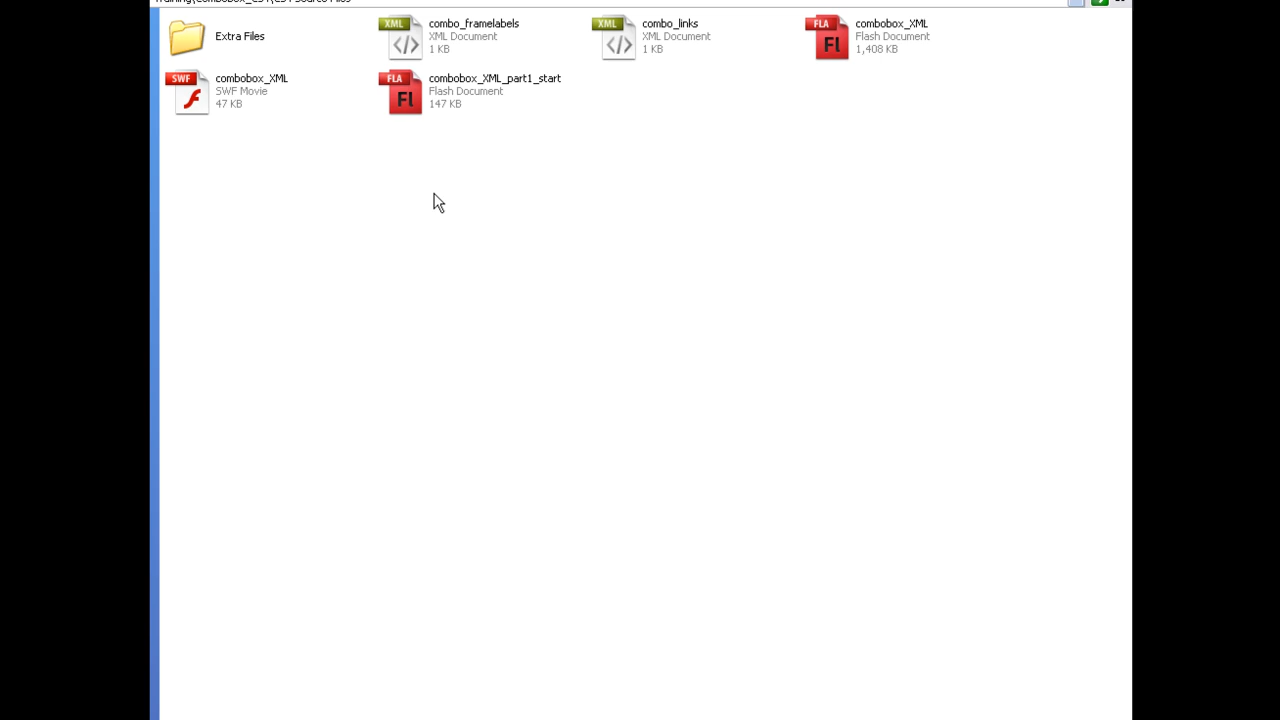 Extra Files
XML
combo_framelabels
XML Document
1 KB
XML
combo_links
XML Document
1 KB
FLA
Fl
combobox_XML
Flash Document
1,408 KB
SWF
combobox_XML
SWF Movie
47 KB
FLA
Fl
combobox_XML_part1_start
Flash Document
147 KB